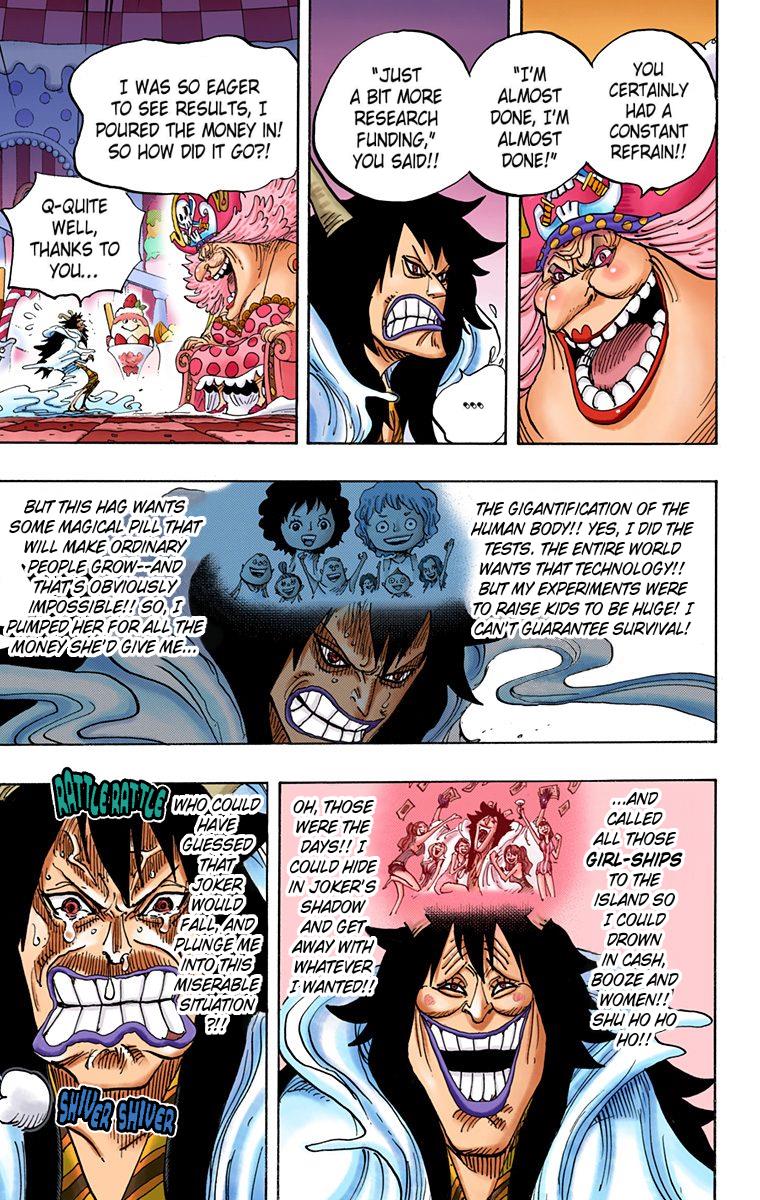 YOU
CERTAINLY
HAD A
CONSTANT
REFRAIN!!
"I'M
ALMOST
DONE, I'M
ALMOST
DONE!"
"JUST
A BIT MORE
RESEARCH
FUNDING,"
YOU SAID!!
...
I WAS SO EAGER
TO SEE RESULTS, I
POURED THE MONEY IN!
SO HOW DID IT GO?!
Q-QUITE
WELL,
THANKS TO
YOU...
THE GIGANTIFICATION OF THE
HUMAN BODY!! YES, I DID THE
TESTS. THE ENTIRE WORLD
WANTS THAT TECHNOLOGY!!
BUT MY EXPERIMENTS WERE
TO RAISE KIDS TO BE HUGE! I
CAN'T GUARANTEE SURVIVAL!
BUT THIS HAG WANTS
SOME MAGICAL PILL THAT
WILL MAKE ORDINARY
PEOPLE GROW--AND
THAT'S OBVIOUSLY
IMPOSSIBLE!! SO, I
PUMPED HER FOR ALL THE
MONEY SHE'D GIVE ME...
...AND
CALLED
ALL THOSE
GIRL-SHIPS
TO THE
ISLAND SO
I COULD
DROWN
IN CASH,
BOOZE AND
WOMEN!!
SHU HO HO
HO!!
OH, THOSE
WERE THE
DAYS!! I
COULD HIDE
IN JOKER'S
SHADOW
AND GET
AWAY WITH
WHATEVER
I WANTED!!
WHO COULD
HAVE
GUESSED
THAT
JOKER
WOULD
FALL, AND
PLUNGE ME
INTO THIS
MISERABLE
SITUATION
?!!
RATTLE RATTLE
SHIVER SHIVER